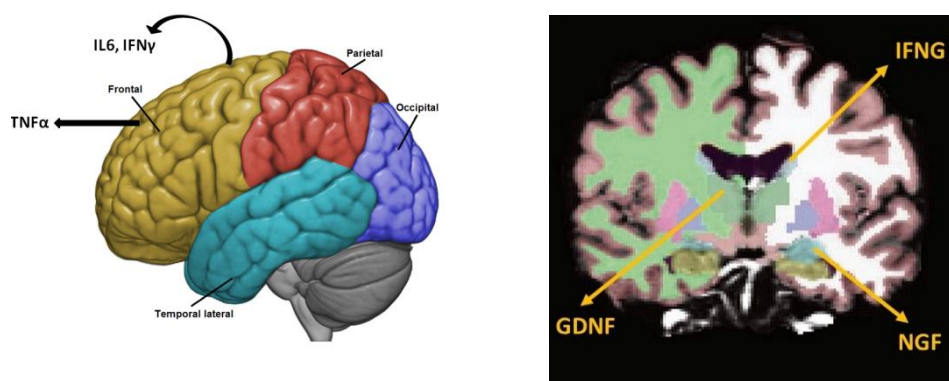 IL6, IFNγ
Parietal
Frontal
Occipital
TNFα
Temporal lateral
IFNG
GDNF
NGF